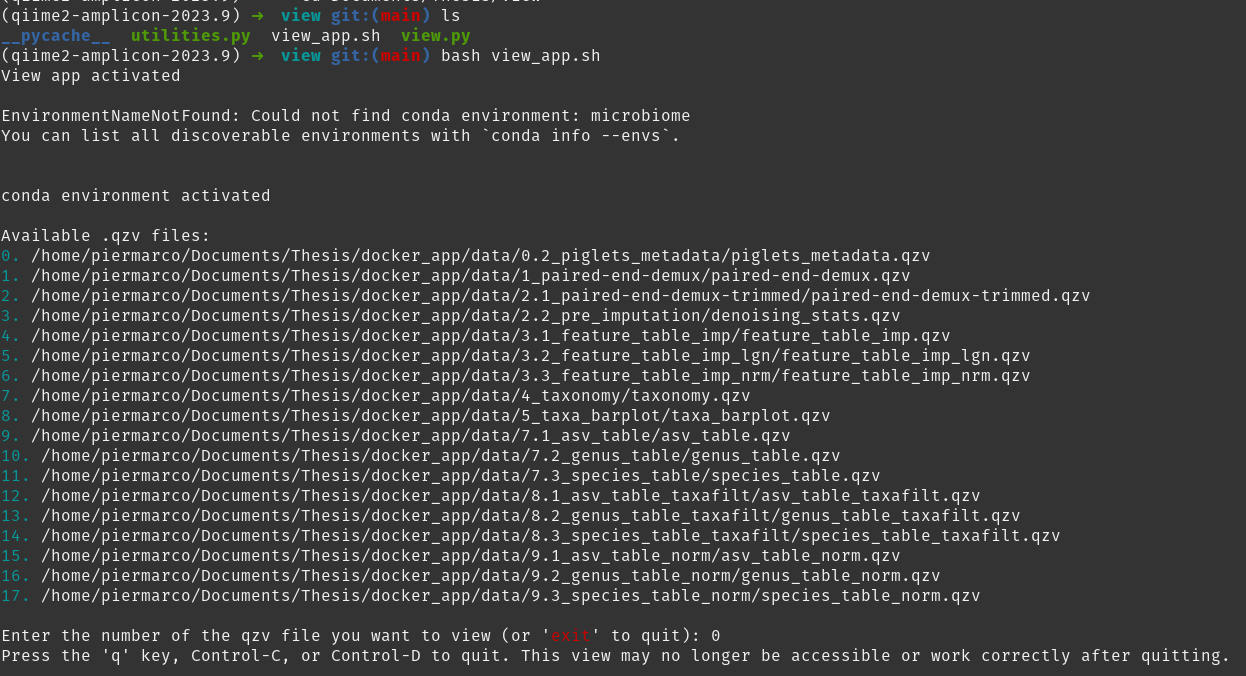 (qiime2-amplicon-2023.9) → view git:(main) ls
__pycache__ utilities.py view_app.sh view.py
(qiime2-amplicon-2023.9) → view git:(main) bash view_app.sh
View app activated
EnvironmentNameNotFound: Could not find conda environment: microbiome
You can list all discoverable environments with `conda info --envs`.
conda environment activated
Available .qzv files:
0. /home/piermarco/Documents/Thesis/docker_app/data/0.2_piglets_metadata/piglets_metadata.qzv
1. /home/piermarco/Documents/Thesis/docker_app/data/1_paired-end-demux/paired-end-demux.qzv
2. /home/piermarco/Documents/Thesis/docker_app/data/2.1_paired-end-demux-trimmed/paired-end-demux-trimmed.qzv
3. /home/piermarco/Documents/Thesis/docker_app/data/2.2_pre_imputation/denoising_stats.qzv
4. /home/piermarco/Documents/Thesis/docker_app/data/3.1_feature_table_imp/feature_table_imp.qzv
5. /home/piermarco/Documents/Thesis/docker_app/data/3.2_feature_table_imp_lgn/feature_table_imp_lgn.qzv
6. /home/piermarco/Documents/Thesis/docker_app/data/3.3_feature_table_imp_nrm/feature_table_imp_nrm.qzv
7. /home/piermarco/Documents/Thesis/docker_app/data/4_taxonomy/taxonomy.qzv
8. /home/piermarco/Documents/Thesis/docker_app/data/5_taxa_barplot/taxa_barplot.qzv
9. /home/piermarco/Documents/Thesis/docker_app/data/7.1_asv_table/asv_table.qzv
10. /home/piermarco/Documents/Thesis/docker_app/data/7.2_genus_table/genus_table.qzv
11. /home/piermarco/Documents/Thesis/docker_app/data/7.3_species_table/species_table.qzv
12. /home/piermarco/Documents/Thesis/docker_app/data/8.1_asv_table_taxafilt/asv_table_taxafilt.qzv
13. /home/piermarco/Documents/Thesis/docker_app/data/8.2_genus_table_taxafilt/genus_table_taxafilt.qzv
14. /home/piermarco/Documents/Thesis/docker_app/data/8.3_species_table_taxafilt/species_table_taxafilt.qzv
15. /home/piermarco/Documents/Thesis/docker_app/data/9.1_asv_table_norm/asv_table_norm.qzv
16. /home/piermarco/Documents/Thesis/docker_app/data/9.2_genus_table_norm/genus_table_norm.qzv
17. /home/piermarco/Documents/Thesis/docker_app/data/9.3_species_table_norm/species_table_norm.qzv
Enter the number of the qzv file you want to view (or 'exit' to quit): 0
Press the 'q' key, Control-C, or Control-D to quit. This view may no longer be accessible or work correctly after quitting.